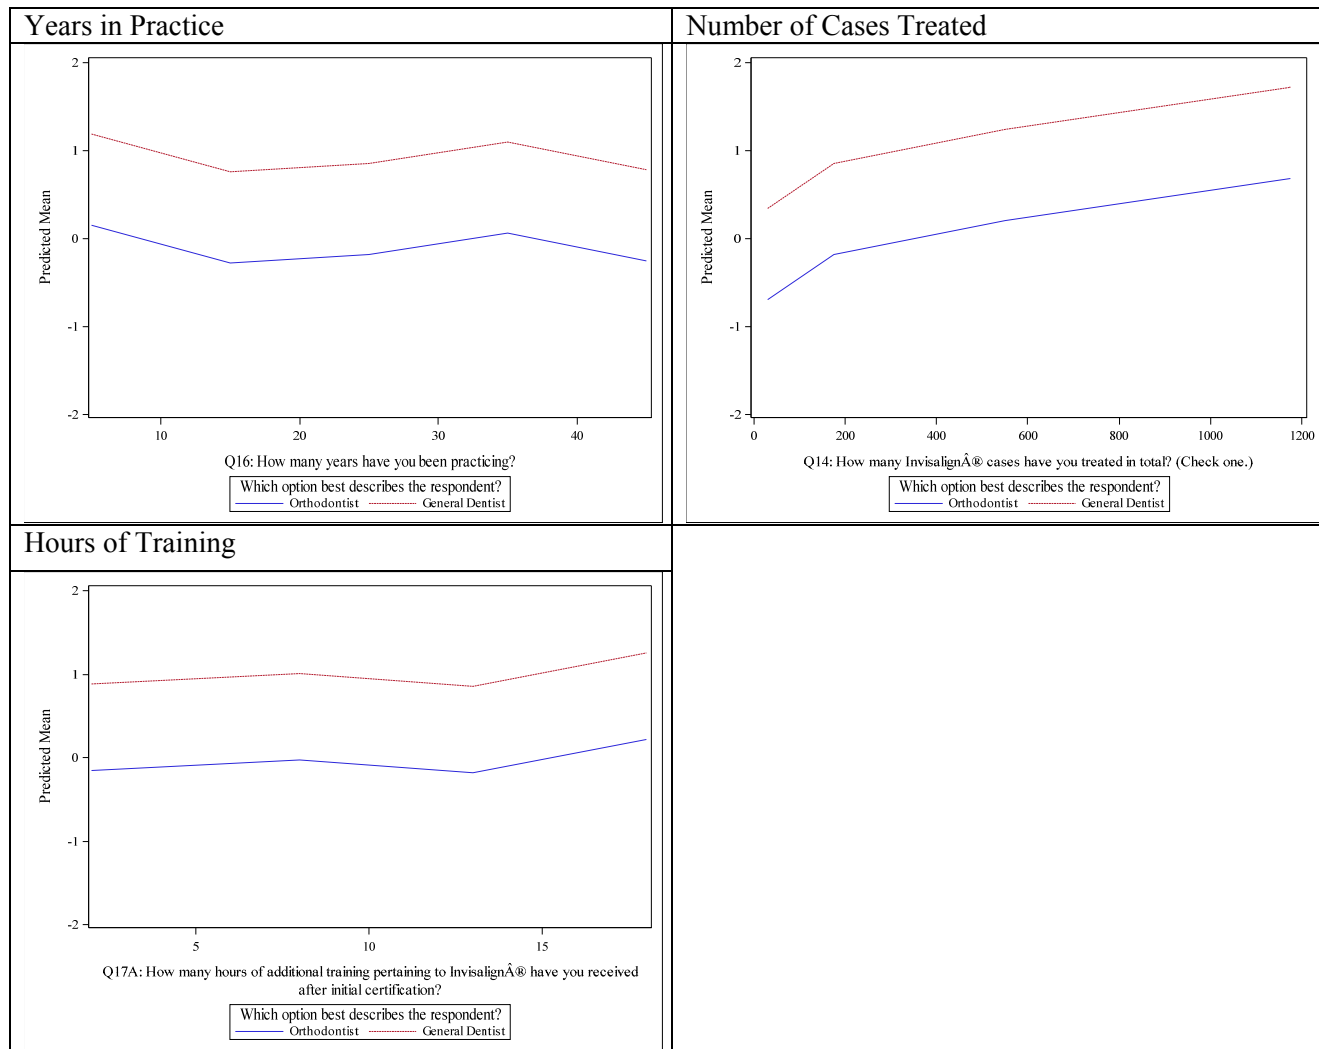 Years in Practice
2
1
0
-1
-2
Predicted Mean
10 20 30 40
Q16: How many years have you been practicing?
Which option best describes the respondent?
Orthodontist General Dentist
Number of Cases Treated
2
1
0
-1
-2
Predicted Mean
0 200 400 600 800 1000 1200
Q14: How many InvisalignÂ® cases have you treated in total? (Check one.)
Which option best describes the respondent?
Orthodontist General Dentist
Hours of Training
2
1
0
-1
-2
Predicted Mean
5 10 15
Q17A: How many hours of additional training pertaining to InvisalignÂ® have you received
after initial certification?
Which option best describes the respondent?
Orthodontist General Dentist